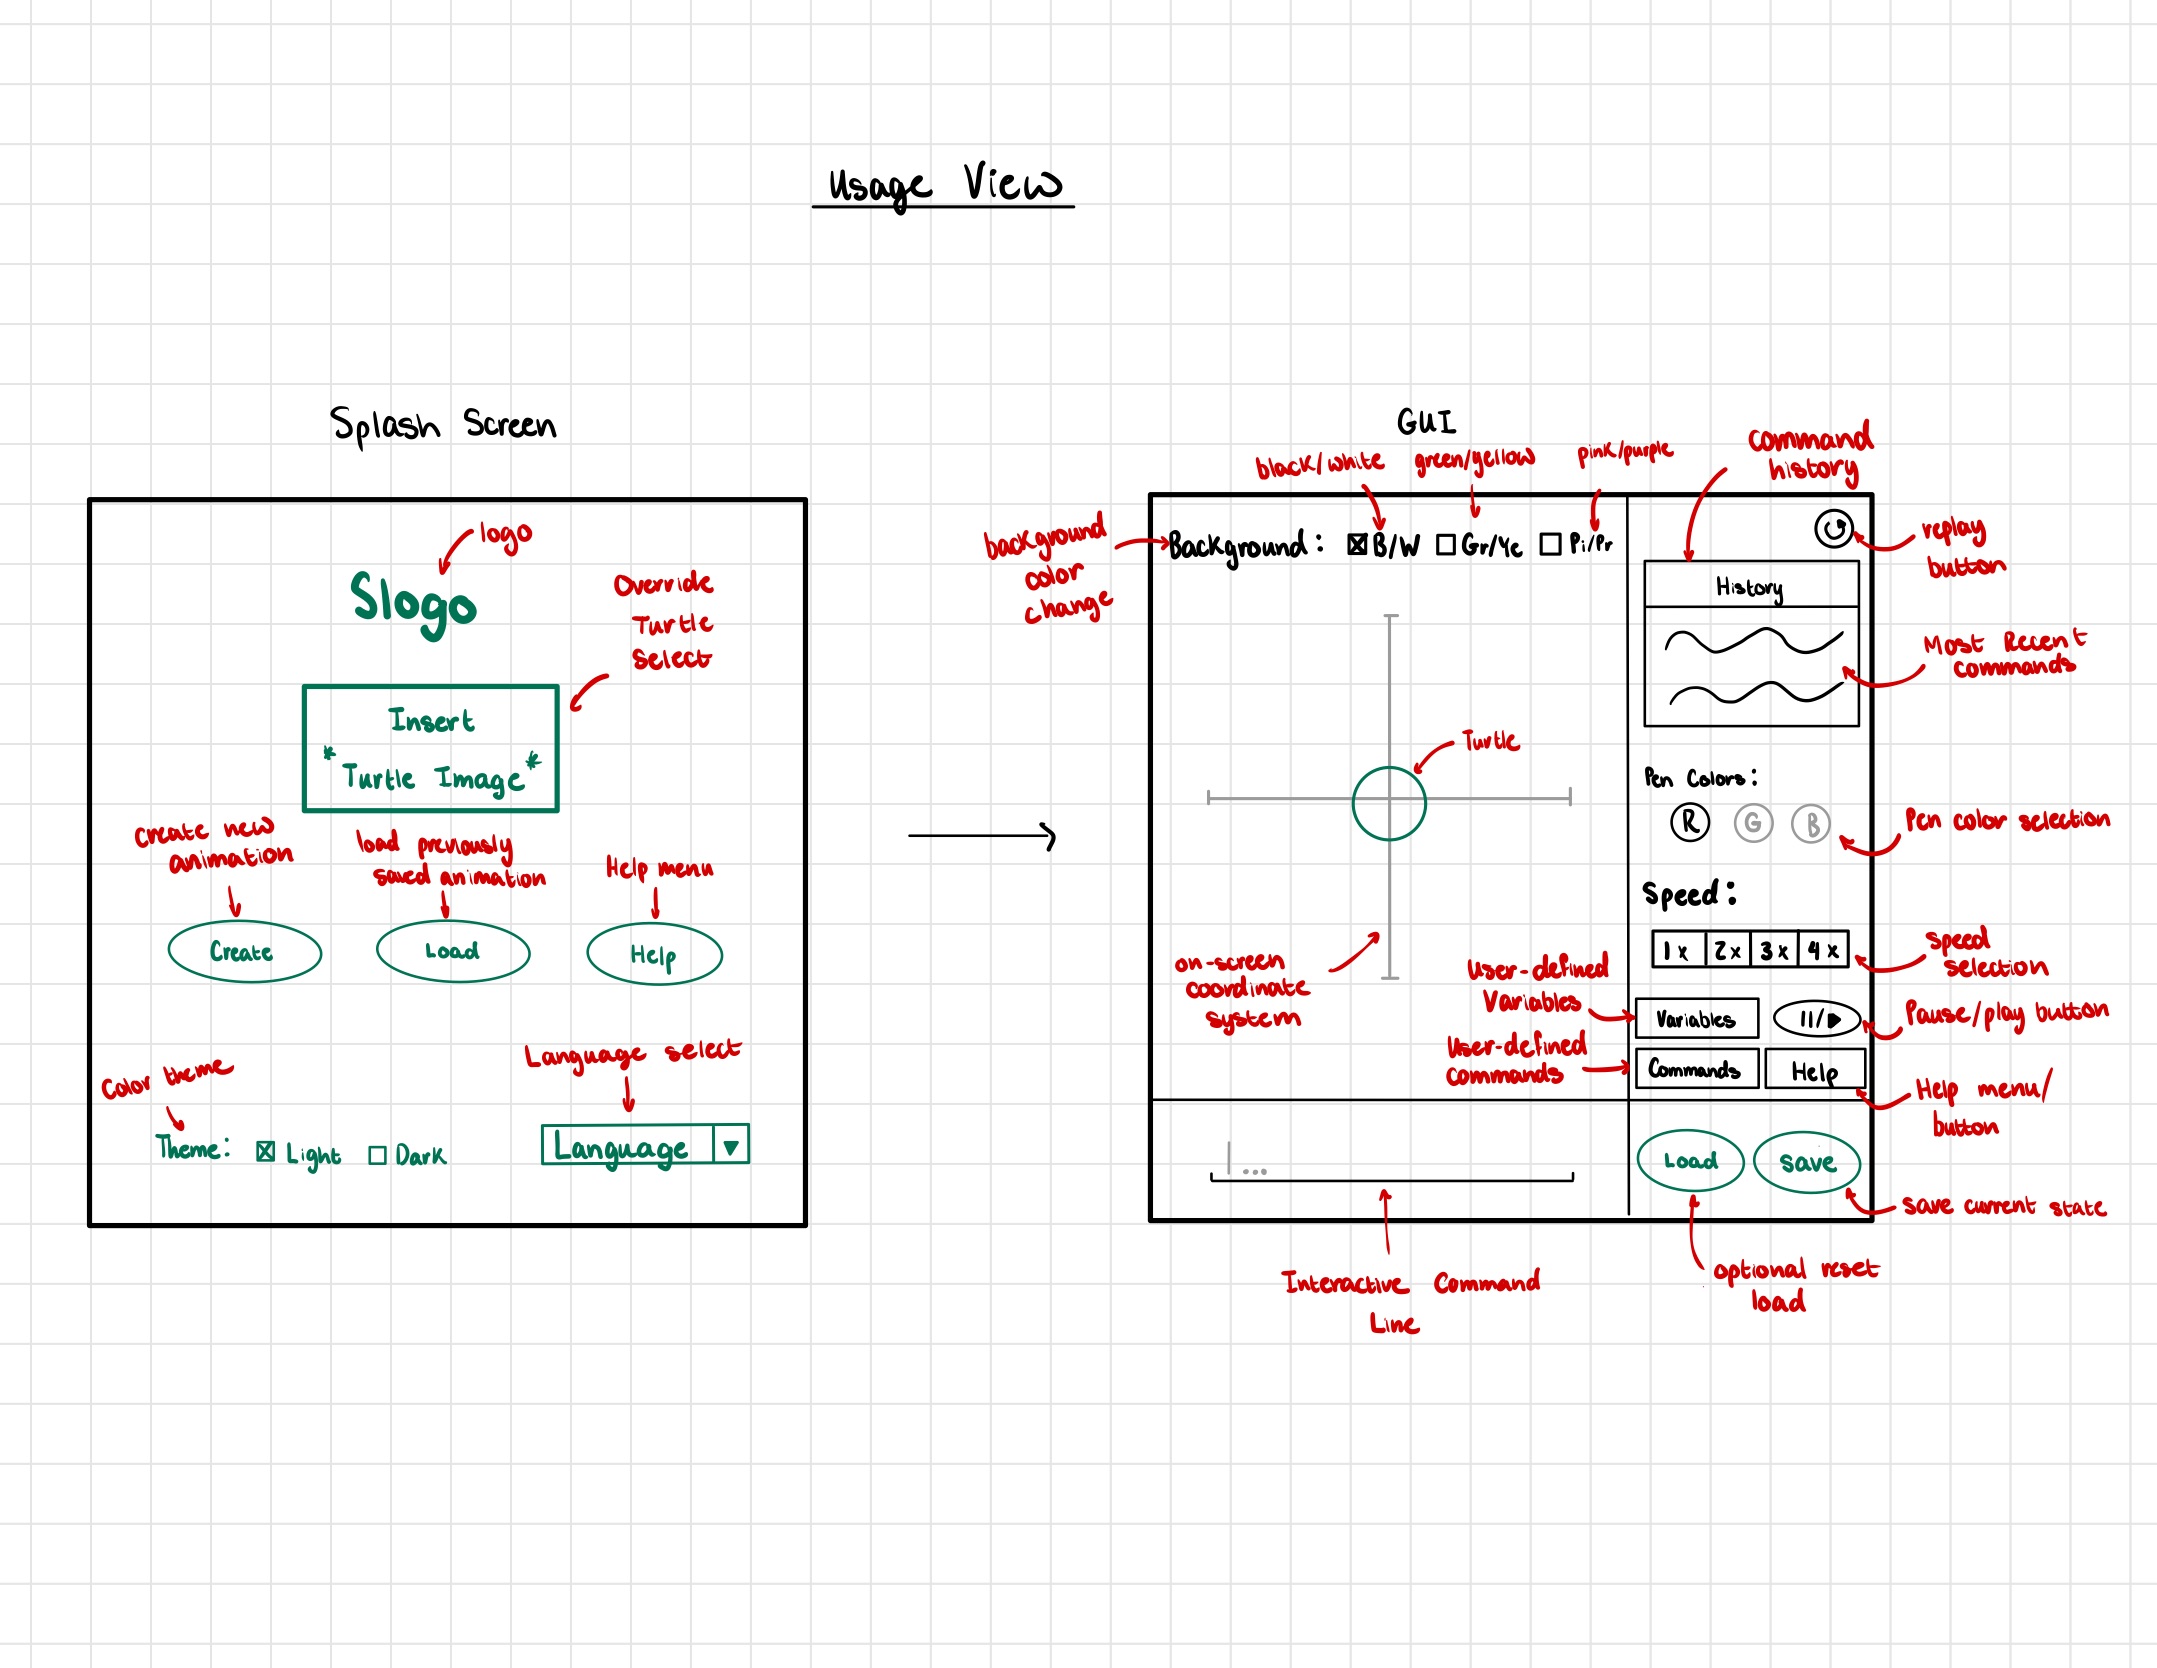 Usage View
Splash Screen
logo
Slogo
Override
Turtle
Select
Insert
* Turtle Image *
create new
animation
load previously
saved animation
Help menu
Create
Load
Help
Color theme
Language select
Theme: Light Dark
Language
GUI
black/white
green/yellow
pink/purple
command
history
background
color
change
Background: B/W Gr/Ye Pi/Pr
replay
button
History
Most Recent
commands
Turtle
Pen Colors:
R G B
Pen color selection
Speed:
1x 2x 3x 4x
speed
selection
on-screen
coordinate
system
User-defined
Variables
Variables
II/▶
Pause/play button
User-defined
commands
Commands
Help
Help menu/
button
...
Load
save
save current state
Interactive Command
Line
optional reset
load